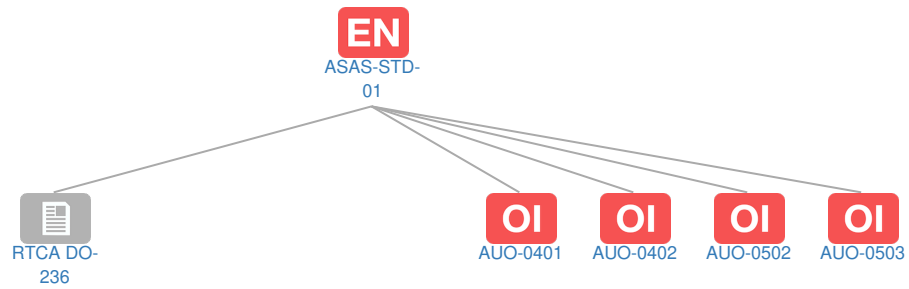 EN
ASAS-STD-
01
OI OI OI OI
RTCA DO-
236
AUO-0401 AUO-0402 AUO-0502 AUO-0503